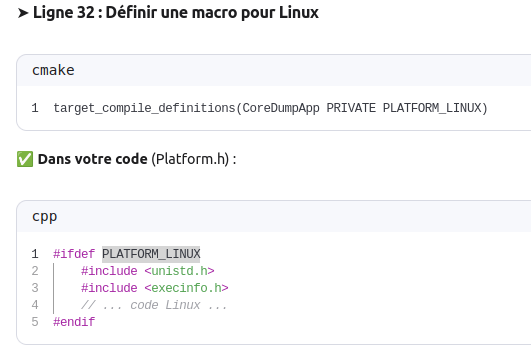 ➤ Ligne 32 : Définir une macro pour Linux
cmake
1 target_compile_definitions(CoreDumpApp PRIVATE PLATFORM_LINUX)
✅ Dans votre code (Platform.h) :
cpp
1 #ifdef PLATFORM_LINUX
2     #include <unistd.h>
3     #include <execinfo.h>
4     // ... code Linux ...
5 #endif